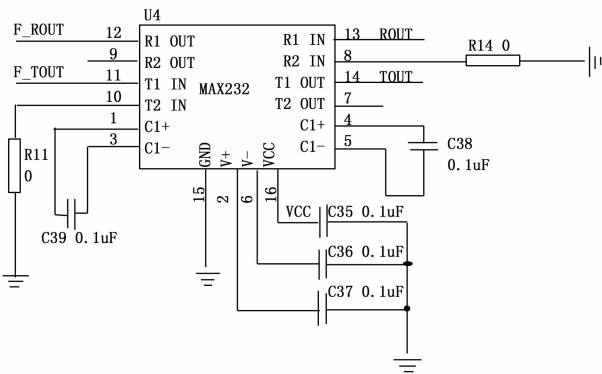 U4
F_ROUT 12 R1 OUT R1 IN 13 ROUT
9 R2 OUT R2 IN 8 R14 0
F_TOUT 11 T1 IN MAX232 T1 OUT 14 TOUT
10 T2 IN T2 OUT 7
1 C1+ C1+ 4
3 C1- C1- 5
C38
0.1uF
R11
0
GND V+ V- VCC
15 2 6 16
C39 0.1uF
VCC C35 0.1uF
C36 0.1uF
C37 0.1uF